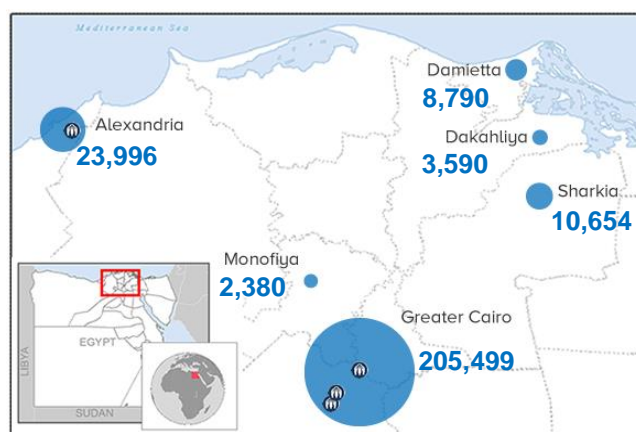 Mediterranean Sea
Damietta
8,790
Alexandria
23,996
Dakahliya
3,590
Sharkia
10,654
Monofiya
2,380
Greater Cairo
205,499
LIBYA
EGYPT
SUDAN